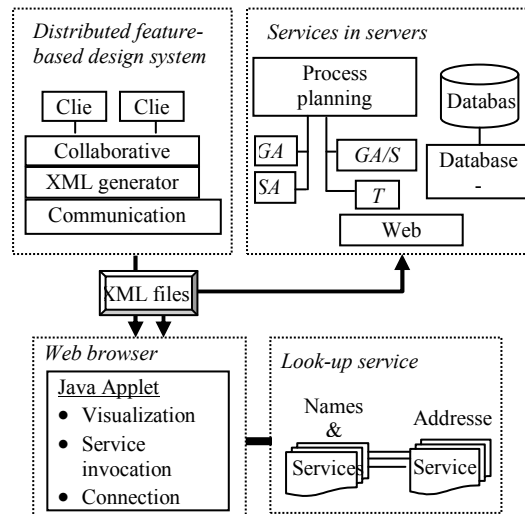 Distributed feature-
based design system
Clie
Clie
Collaborative
XML generator
Communication
Services in servers
Process
planning
GA
SA
GA/S
T
Databas
Database
-
Web
XML files
Web browser
Java Applet
• Visualization
• Service
invocation
• Connection
Look-up service
Names
&
Services
Addresse
Service